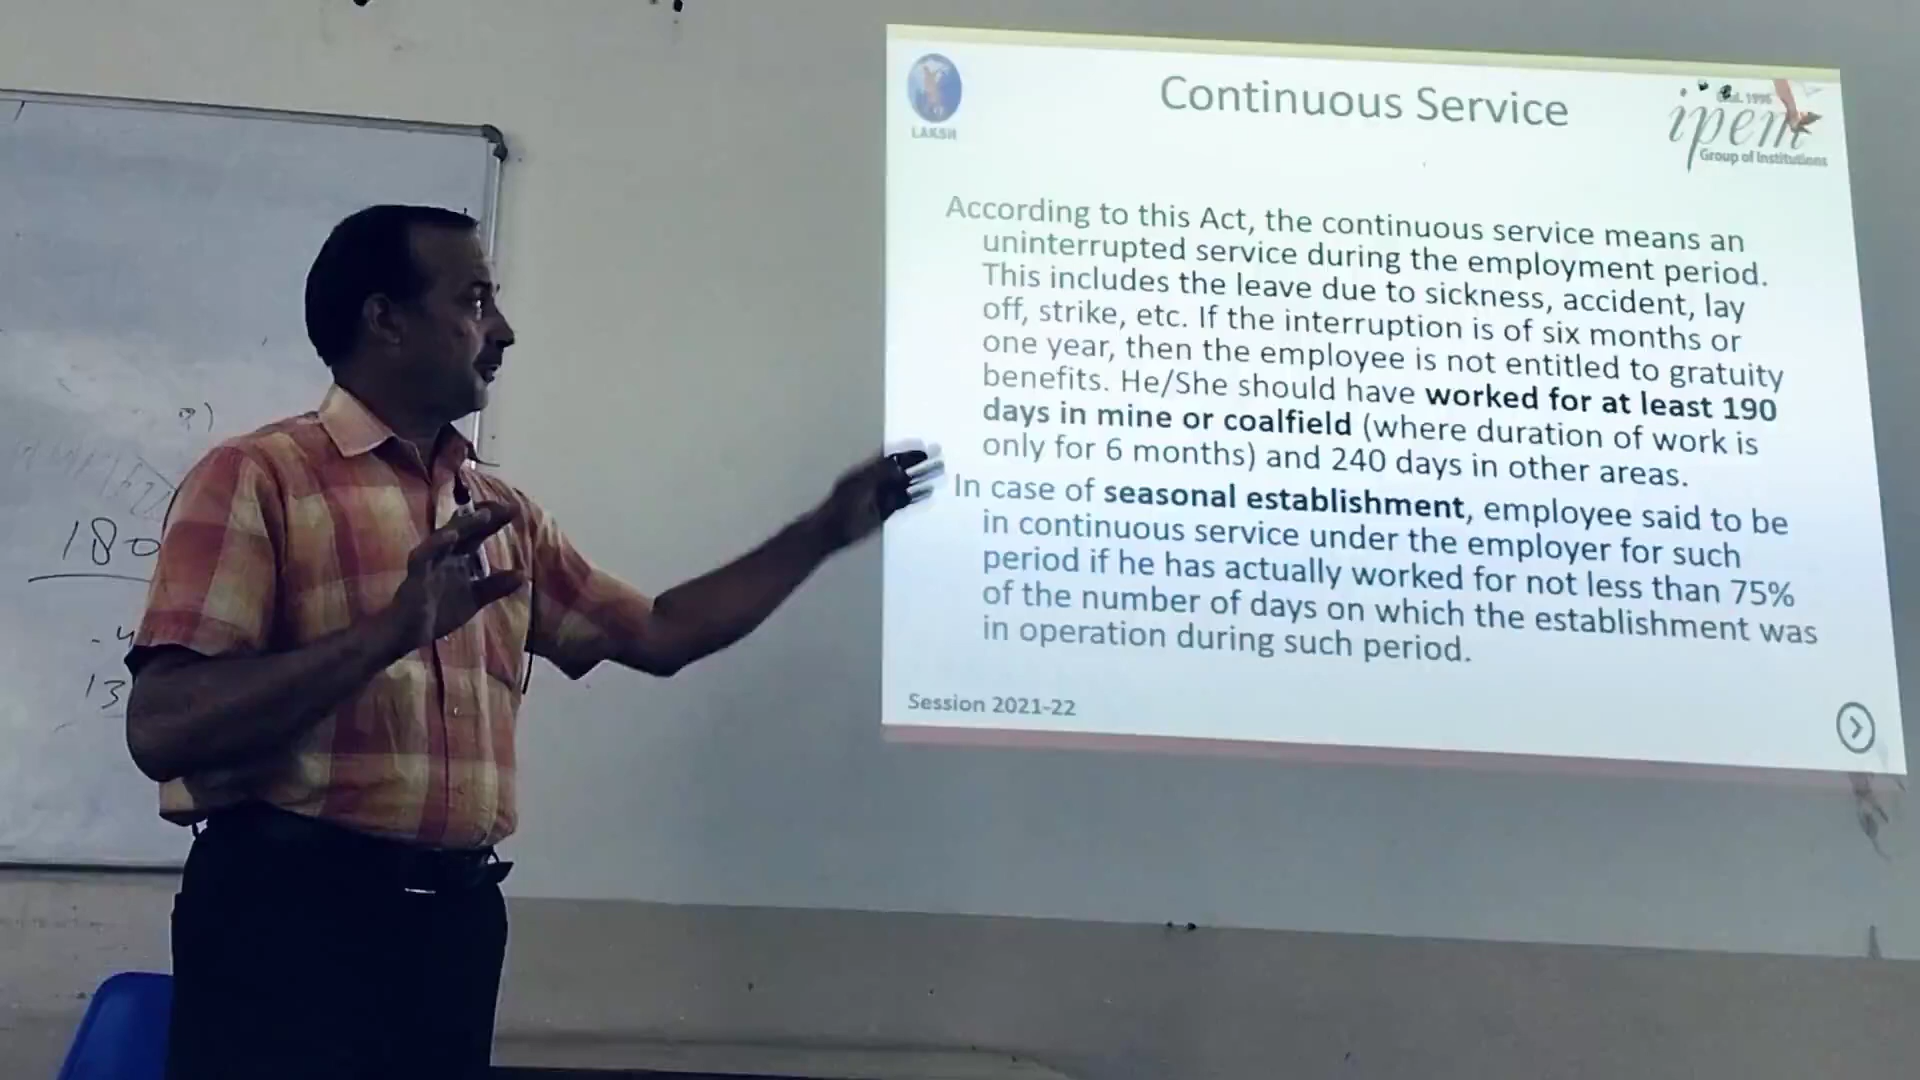 Continuous Service
LAKSH
Estd. 1996
ipem
Group of Institutions
According to this Act, the continuous service means an
uninterrupted service during the employment period.
This includes the leave due to sickness, accident, lay
off, strike, etc. If the interruption is of six months or
one year, then the employee is not entitled to gratuity
benefits. He/She should have worked for at least 190
days in mine or coalfield (where duration of work is
only for 6 months) and 240 days in other areas.
In case of seasonal establishment, employee said to be
in continuous service under the employer for such
period if he has actually worked for not less than 75%
of the number of days on which the establishment was
in operation during such period.
Session 2021-22
180